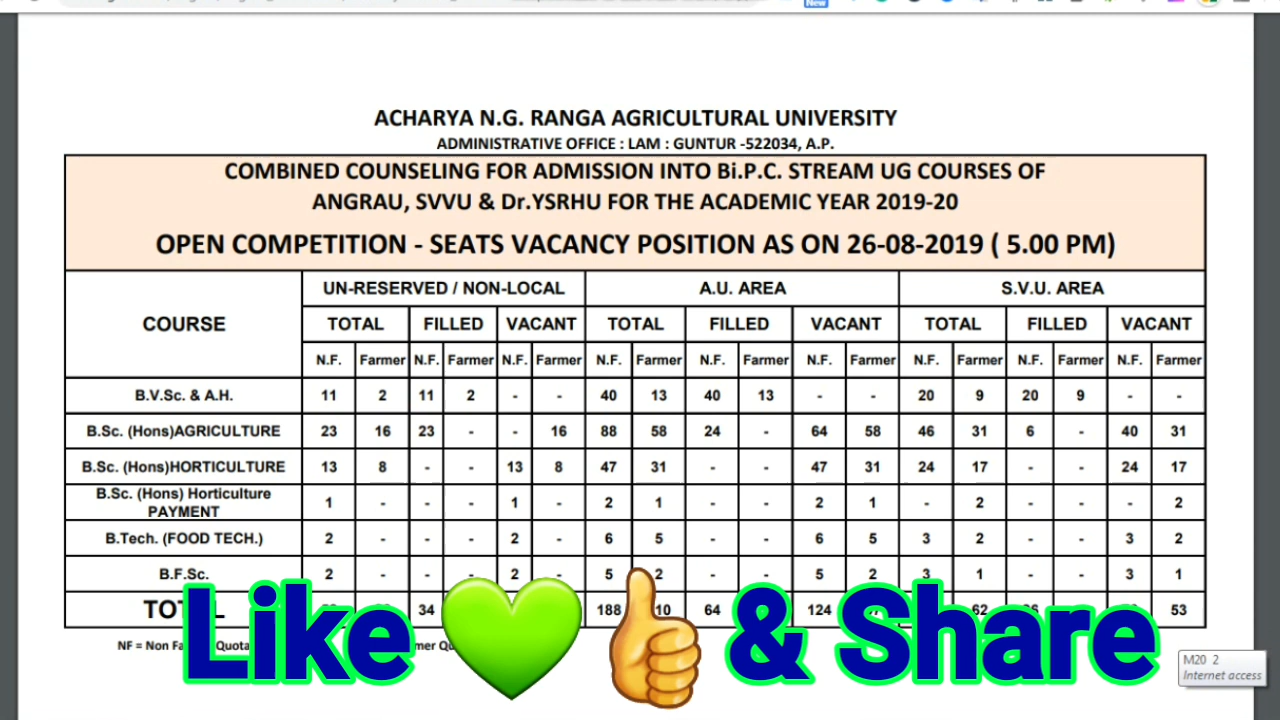 New
ACHARYA N.G. RANGA AGRICULTURAL UNIVERSITY
ADMINISTRATIVE OFFICE : LAM : GUNTUR -522034, A.P.
COMBINED COUNSELING FOR ADMISSION INTO Bi.P.C. STREAM UG COURSES OF
ANGRAU, SVVU & Dr.YSRHU FOR THE ACADEMIC YEAR 2019-20
OPEN COMPETITION - SEATS VACANCY POSITION AS ON 26-08-2019 ( 5.00 PM)
COURSE UN-RESERVED / NON-LOCAL A.U. AREA S.V.U. AREA
TOTAL FILLED VACANT TOTAL FILLED VACANT TOTAL FILLED VACANT
N.F. Farmer N.F. Farmer N.F. Farmer N.F. Farmer N.F. Farmer N.F. Farmer N.F. Farmer N.F. Farmer N.F. Farmer
B.V.Sc. & A.H. 11 2 11 2 - - 40 13 40 13 - - 20 9 20 9 - -
B.Sc. (Hons)AGRICULTURE 23 16 23 - - 16 88 58 24 - 64 58 46 31 6 - 40 31
B.Sc. (Hons)HORTICULTURE 13 8 - - 13 8 47 31 - - 47 31 24 17 - - 24 17
B.Sc. (Hons) Horticulture
PAYMENT 1 - - - 1 - 2 1 - - 2 1 - 2 - - - 2
B.Tech. (FOOD TECH.) 2 - - - 2 - 6 5 - - 6 5 3 2 - - 3 2
B.F.Sc. 2 - - - 2 - 5 2 - - 5 2 3 1 - - 3 1
34 188 64 124 62 53
NF = Non
Like & Share
M20 2
Internet access